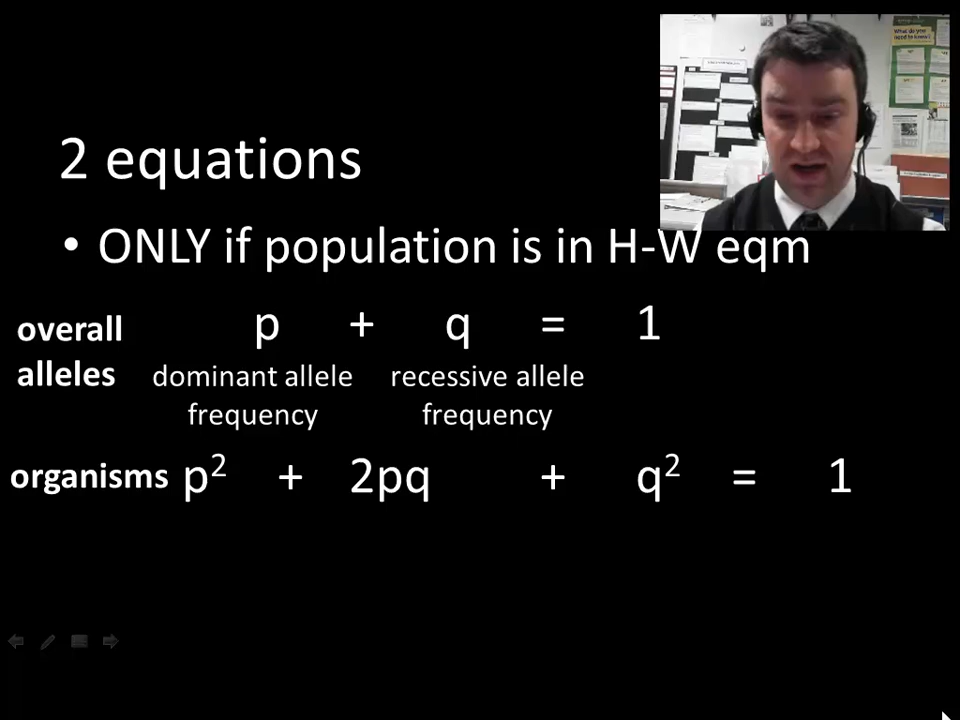 2 equations
• ONLY if population is in H-W eqm
overall alleles
p + q = 1
dominant allele frequency
recessive allele frequency
organisms p² + 2pq + q² = 1